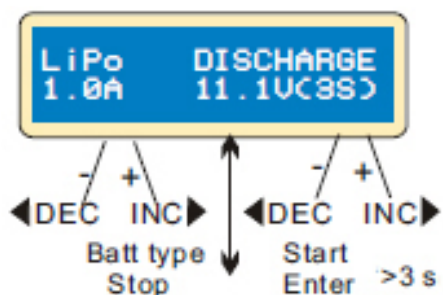 LiPo DISCHARGE
1.0A 11.1V(3S)
- + - +
◀DEC INC▶ ◀DEC INC▶
Batt type Start
Stop Enter >3 s